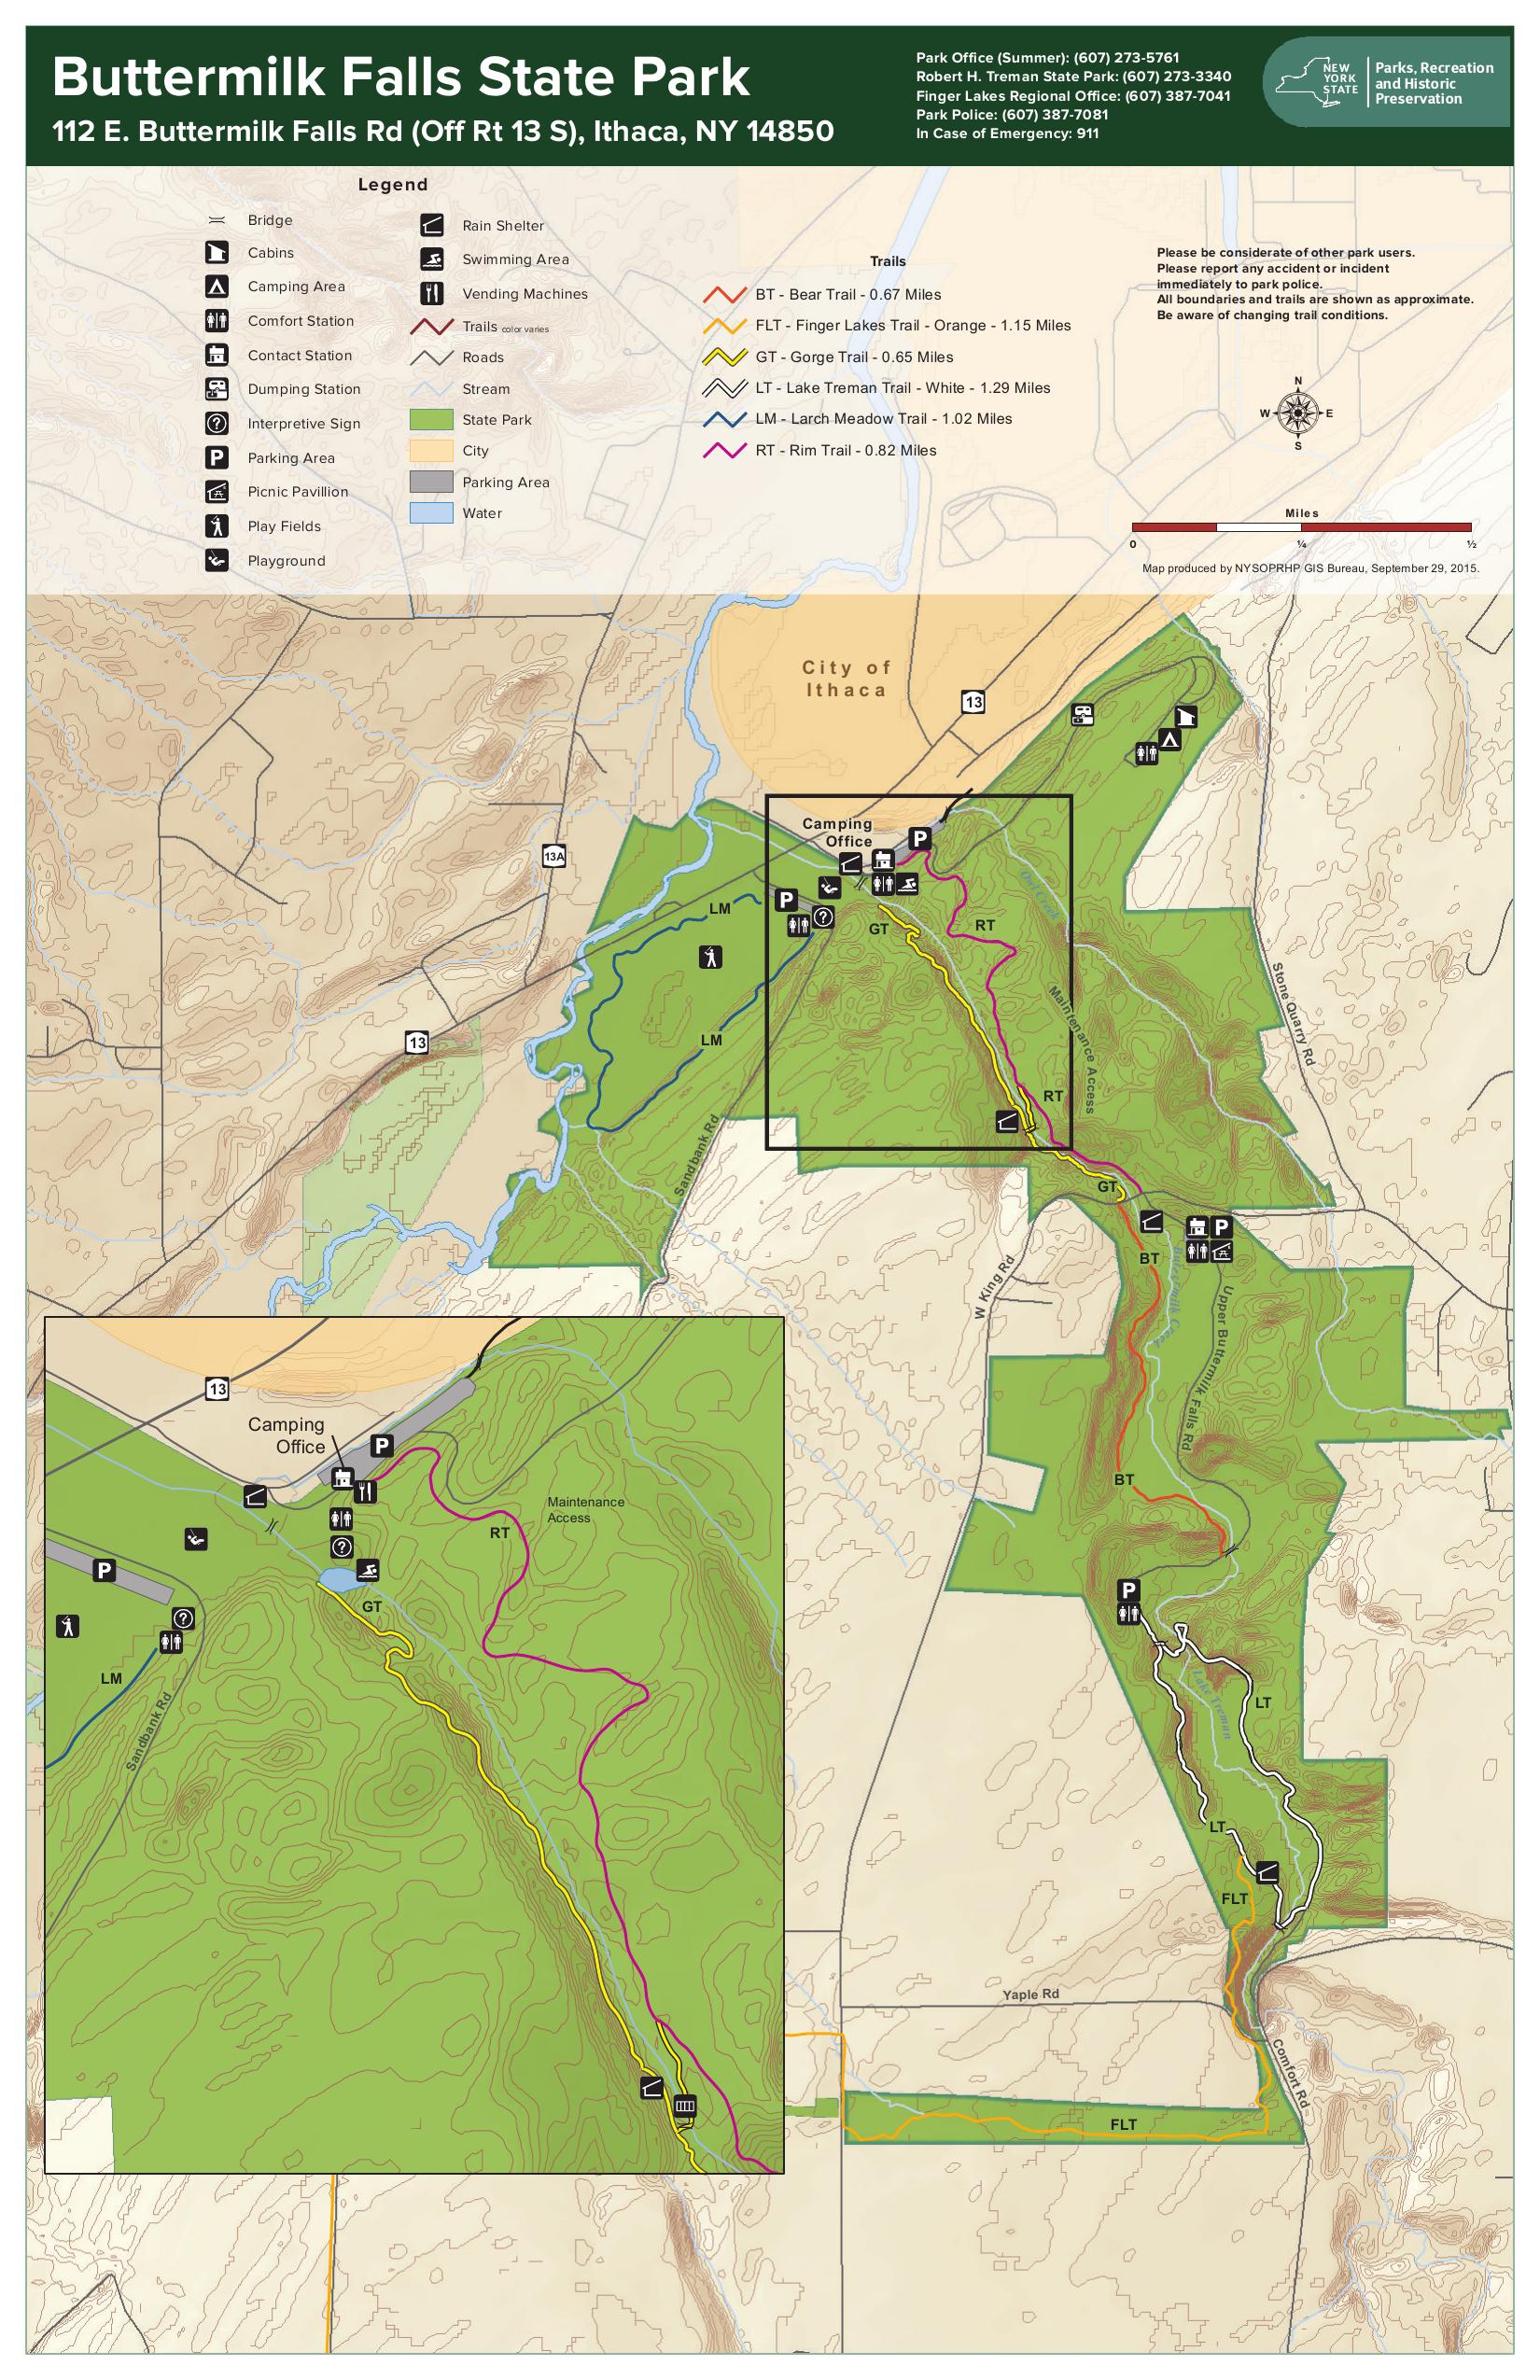 Buttermilk Falls State Park
112 E. Buttermilk Falls Rd (Off Rt 13 S), Ithaca, NY 14850
Park Office (Summer): (607) 273-5761
Robert H. Treman State Park: (607) 273-3340
Finger Lakes Regional Office: (607) 387-7041
Park Police: (607) 387-7081
In Case of Emergency: 911
NEW
YORK
STATE
Parks, Recreation
and Historic
Preservation
Legend
Bridge
Cabins
Camping Area
Comfort Station
Contact Station
Dumping Station
Interpretive Sign
P Parking Area
Picnic Pavillion
Play Fields
Playground
Rain Shelter
Swimming Area
Vending Machines
Trails color varies
Roads
Stream
State Park
City
Parking Area
Water
Trails
BT - Bear Trail - 0.67 Miles
FLT - Finger Lakes Trail - Orange - 1.15 Miles
GT - Gorge Trail - 0.65 Miles
LT - Lake Treman Trail - White - 1.29 Miles
LM - Larch Meadow Trail - 1.02 Miles
RT - Rim Trail - 0.82 Miles
Please be considerate of other park users.
Please report any accident or incident
immediately to park police.
All boundaries and trails are shown as approximate.
Be aware of changing trail conditions.
N
W E
S
Miles
0 ¼ ½
Map produced by NYSOPRHP GIS Bureau, September 29, 2015.
City of
Ithaca
13
Camping
Office
P
13A
Owl Creek
LM
P
?
GT
RT
Stone Quarry Rd
Maintenance Access
13
LM
RT
Sandbank Rd
GT
P
BT
Buttermilk Creek
W King Rd
Upper Buttermilk Falls Rd
BT
P
Lake Treman
LT
LT
FLT
Yaple Rd
Comfort Rd
FLT
13
Camping
Office
P
Maintenance
Access
RT
?
P
GT
?
LM
Sandbank Rd